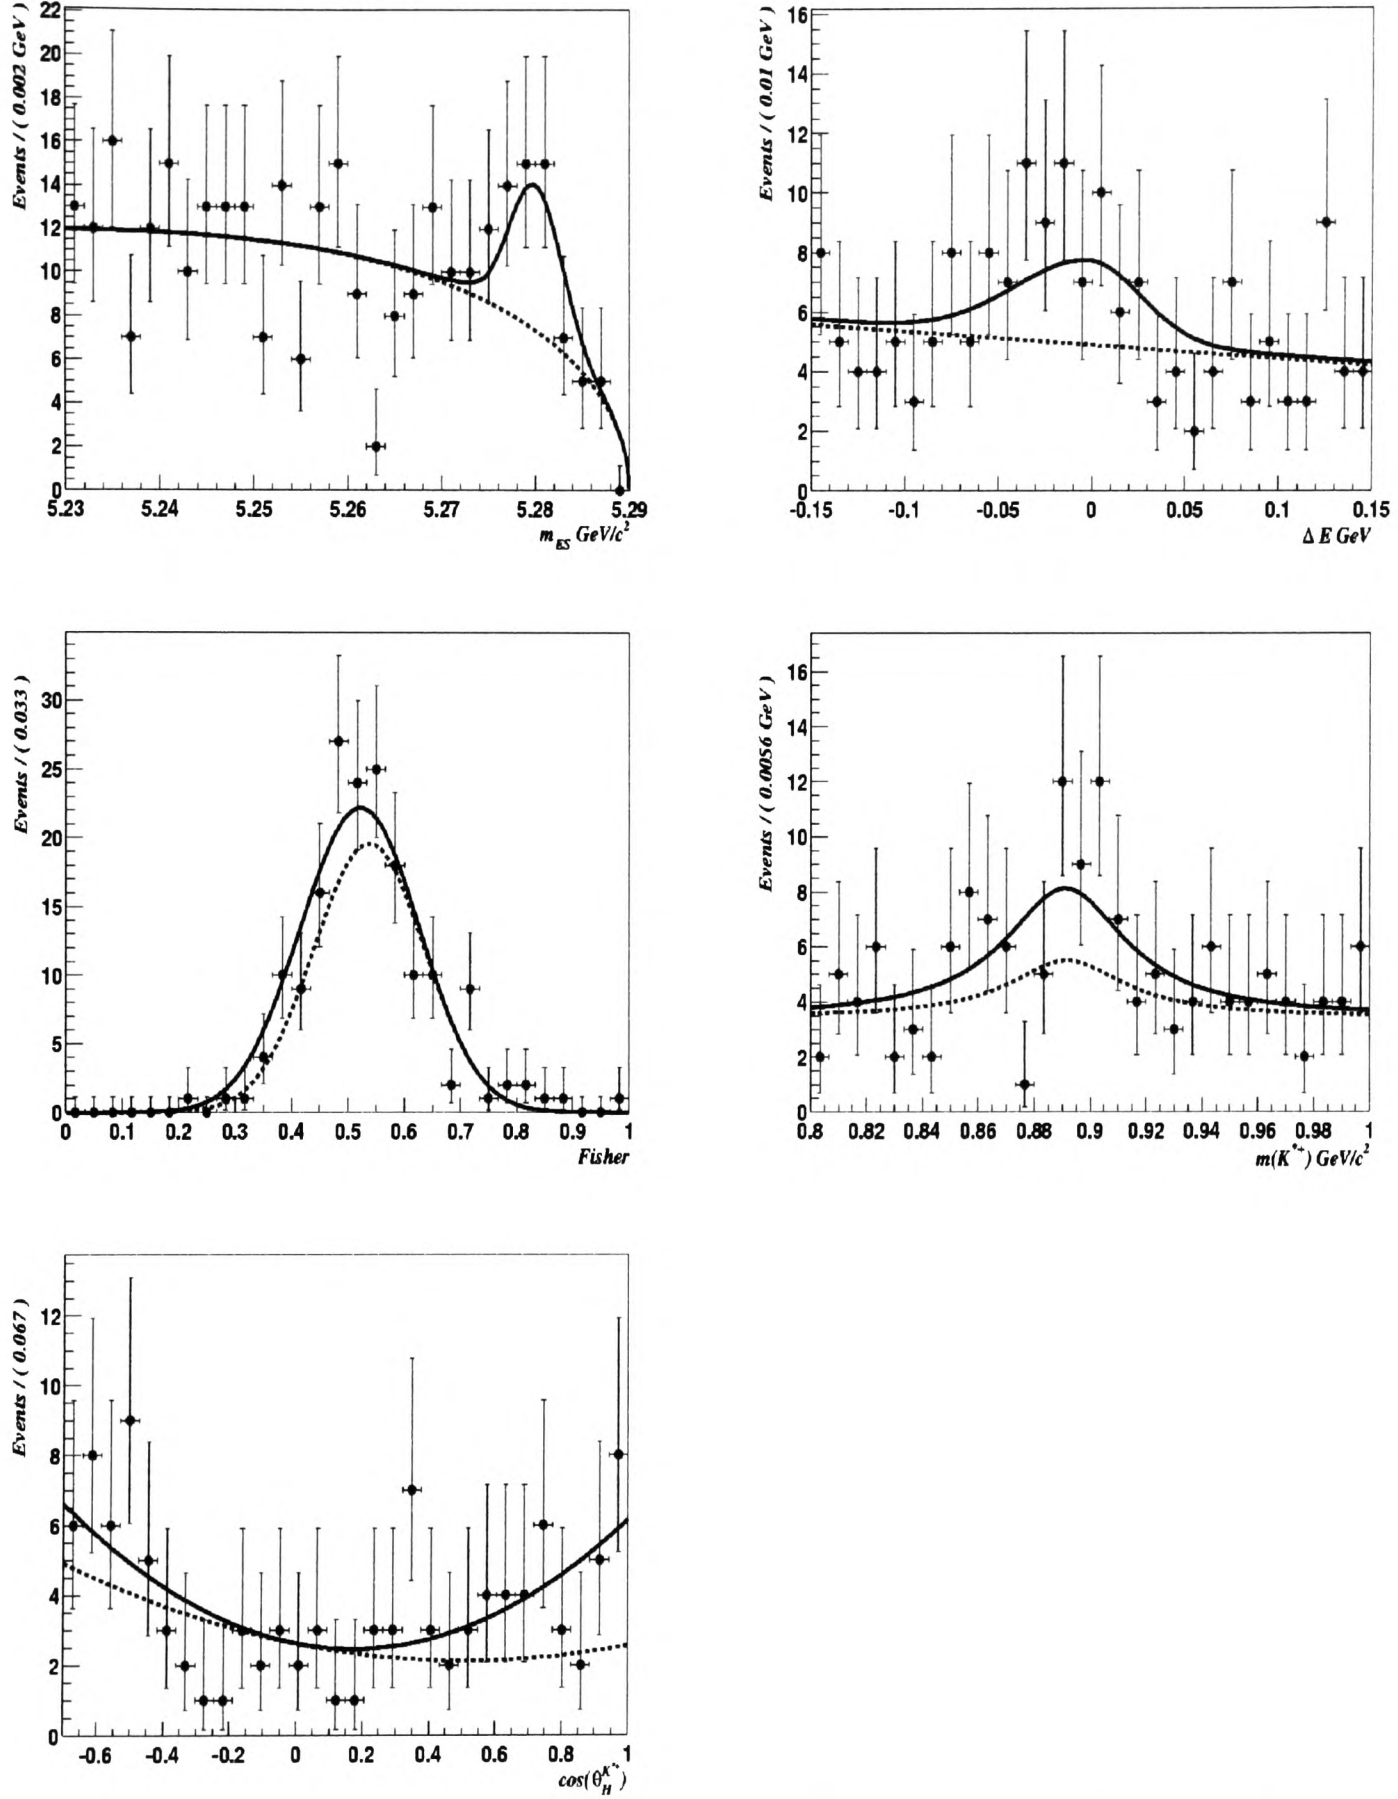 Events / ( 0.002 GeV )
22
20
18
16
14
12
10
8
6
4
2
0
5.23 5.24 5.25 5.26 5.27 5.28 5.29
m_ES GeV/c²
Events / ( 0.01 GeV )
16
14
12
10
8
6
4
2
0
-0.15 -0.1 -0.05 0 0.05 0.1 0.15
Δ E GeV
Events / ( 0.033 )
30
25
20
15
10
5
0
0 0.1 0.2 0.3 0.4 0.5 0.6 0.7 0.8 0.9 1
Fisher
Events / ( 0.0056 GeV )
16
14
12
10
8
6
4
2
0
0.8 0.82 0.84 0.86 0.88 0.9 0.92 0.94 0.96 0.98 1
m(K*+) GeV/c²
Events / ( 0.067 )
12
10
8
6
4
2
0
-0.6 -0.4 -0.2 0 0.2 0.4 0.6 0.8 1
cos(θ_H^K*+)